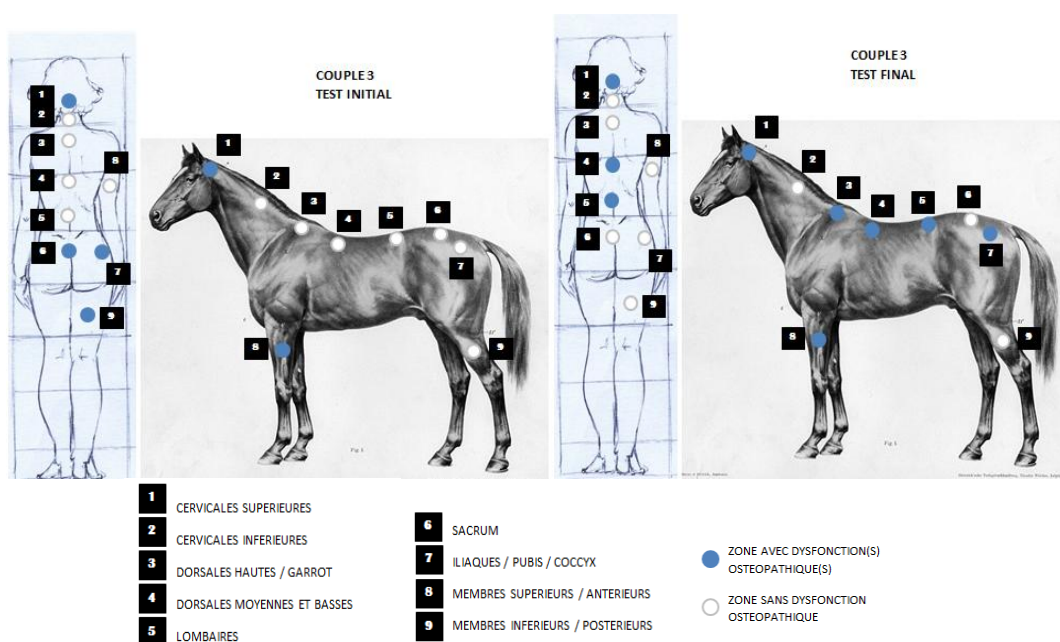 COUPLE 3
TEST INITIAL
1
2
3
4
5
6
7
8
9
1
2
3
4
5
6
7
8
9
Fig. 1.
COUPLE 3
TEST FINAL
1
2
3
4
5
6
7
8
9
1
2
3
4
5
6
7
8
9
Fig. 1.
1 CERVICALES SUPERIEURES
2 CERVICALES INFERIEURES
3 DORSALES HAUTES / GARROT
4 DORSALES MOYENNES ET BASSES
5 LOMBAIRES
6 SACRUM
7 ILIAQUES / PUBIS / COCCYX
8 MEMBRES SUPERIEURS / ANTERIEURS
9 MEMBRES INFERIEURS / POSTERIEURS
ZONE AVEC DYSFONCTION(S)
OSTEOPATHIQUE(S)
ZONE SANS DYSFONCTION
OSTEOPATHIQUE